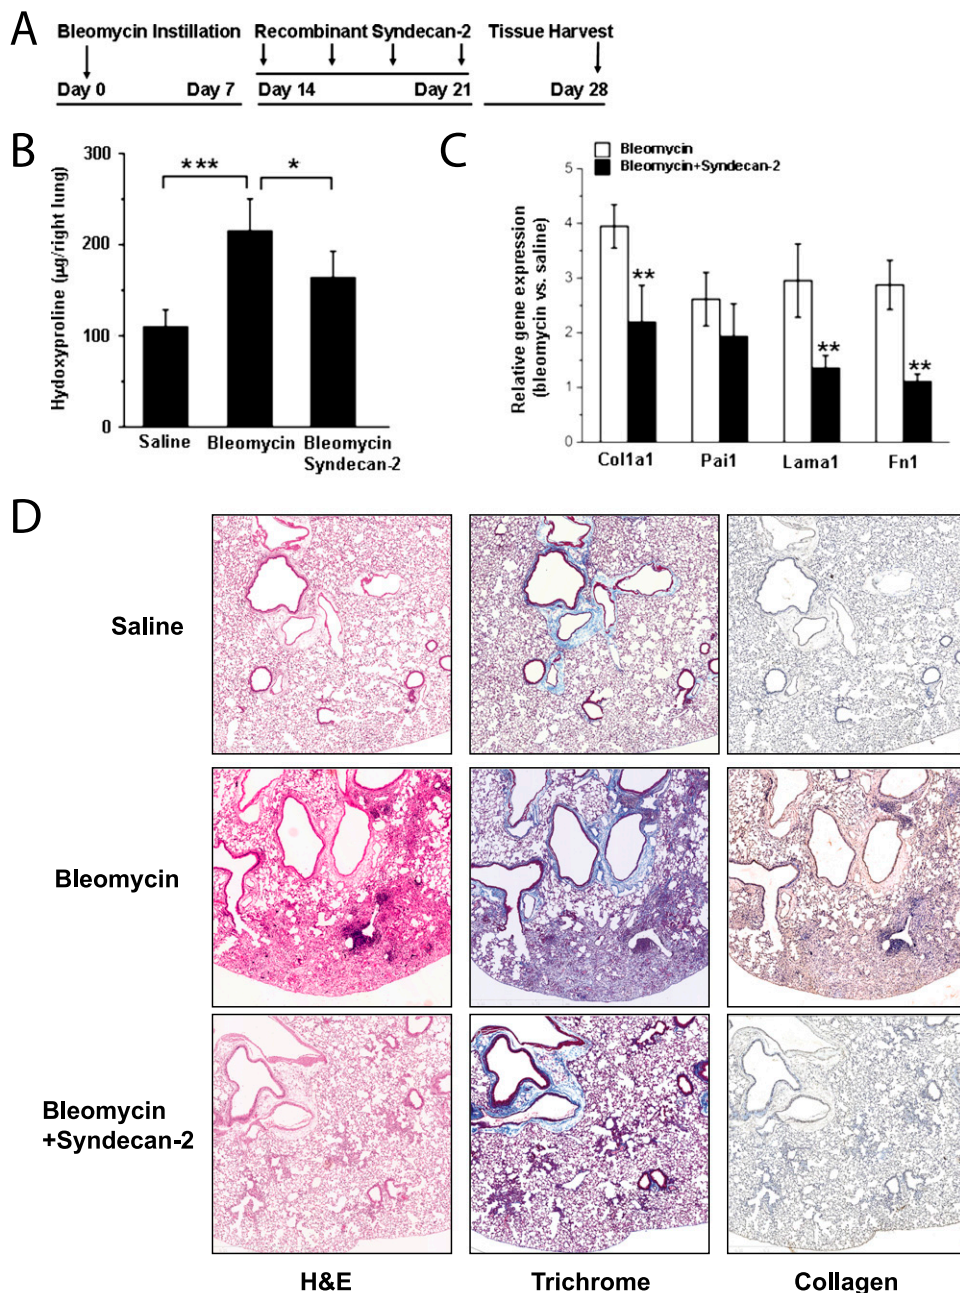 A
Bleomycin Instillation Recombinant Syndecan-2 Tissue Harvest
Day 0 Day 7 Day 14 Day 21 Day 28
B
Hydoxyproline (µg/right lung)
300
200
100
0
***
*
Saline
Bleomycin
Bleomycin
Syndecan-2
C
Bleomycin
Bleomycin+Syndecan-2
Relative gene expression
(bleomycin vs. saline)
5
4
3
2
1
0
**
**
**
Col1a1 Pai1 Lama1 Fn1
D
Saline
Bleomycin
Bleomycin
+Syndecan-2
H&E Trichrome Collagen